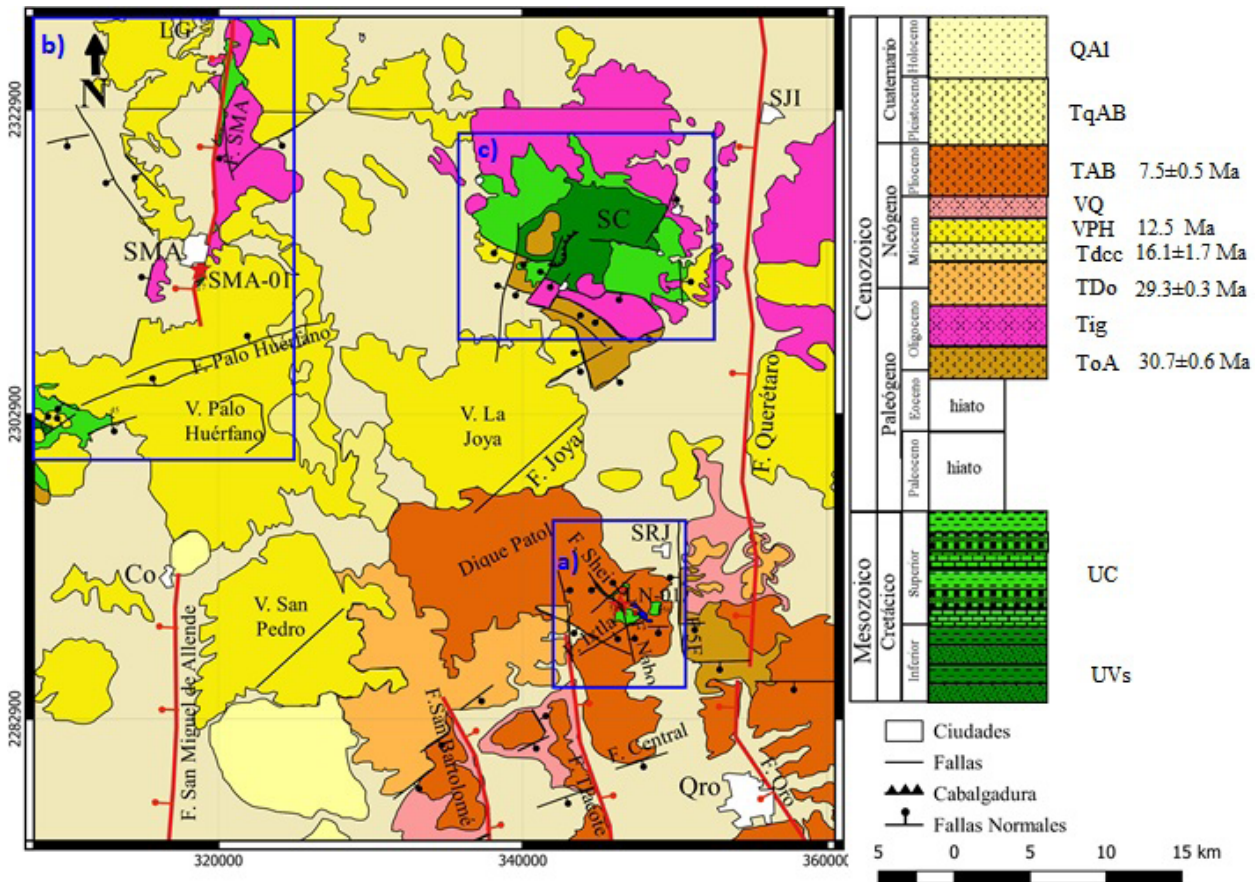 b)
N
LG
F. SMA
SMA
SMA-01
F. Palo Huérfano
V. Palo
Huérfano
c)
SC
SJI
F. Querétaro
V. La
Joya
F. Joya
Dique Patol
a)
SRJ
F. Ixtla
F. Nabo
Co
V. San
Pedro
F. San Miguel de Allende
F.San Bartolomé
F. Tlacote
F. Central
Qro
F. Qro
2322900
2302900
2282900
320000
340000
360000
Cenozoico
Mesozoico
Cuaternario
Neógeno
Paleógeno
Cretácico
Holoceno
Pleistoceno
Plioceno
Mioceno
Oligoceno
Eoceno
Paleoceno
Superior
Inferior
hiato
hiato
QAl
TqAB
TAB 7.5±0.5 Ma
VQ
VPH 12.5 Ma
Tdcc 16.1±1.7 Ma
TDo 29.3±0.3 Ma
Tig
ToA 30.7±0.6 Ma
UC
UVs
Ciudades
Fallas
Cabalgadura
Fallas Normales
5 0 5 10 15 km